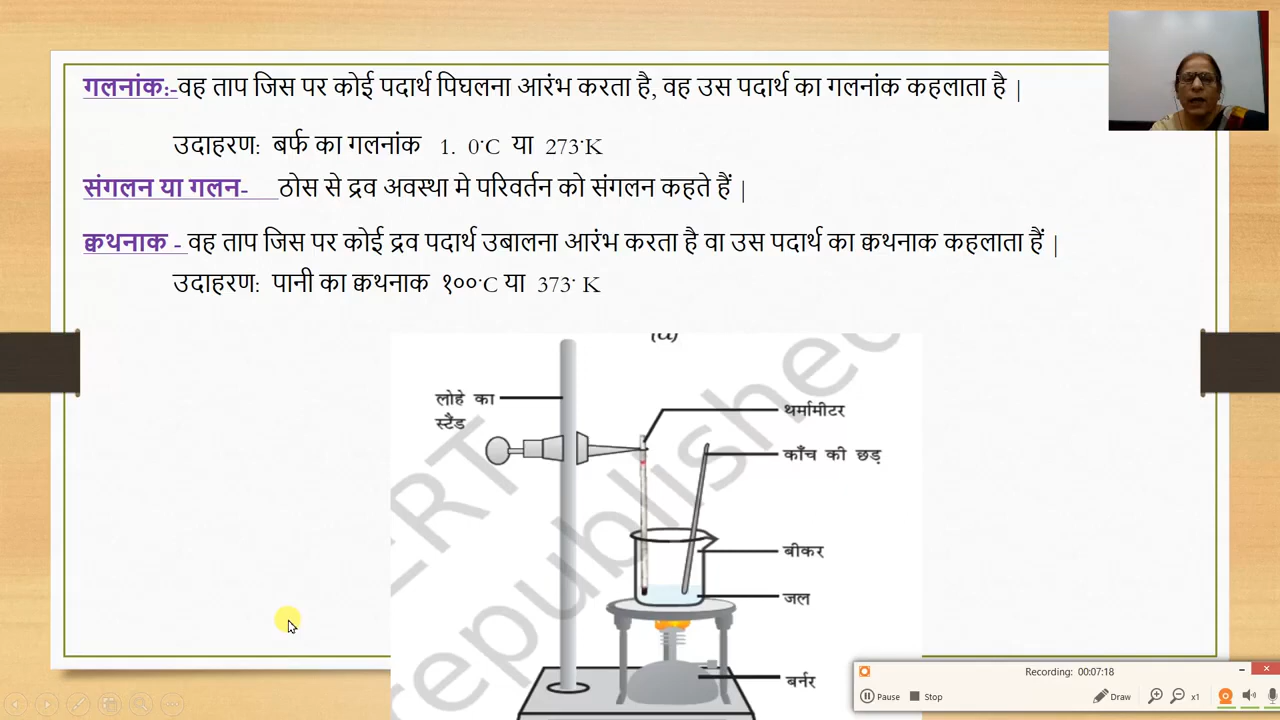 गलनांक:-वह ताप जिस पर कोई पदार्थ पिघलना आरंभ करता है, वह उस पदार्थ का गलनांक कहलाता है |
उदाहरण: बर्फ का गलनांक 1. 0°C या 273°K
संगलन या गलन- ठोस से द्रव अवस्था मे परिवर्तन को संगलन कहते हैं |
क्वथनाक - वह ताप जिस पर कोई द्रव पदार्थ उबालना आरंभ करता है वा उस पदार्थ का क्वथनाक कहलाता हैं |
उदाहरण: पानी का क्वथनाक १००°C या 373° K
लोहे का
स्टैंड
थर्मामीटर
काँच की छड़
बीकर
जल
बर्नर
ERT
republished
Recording: 00:07:18
Pause Stop Draw x1